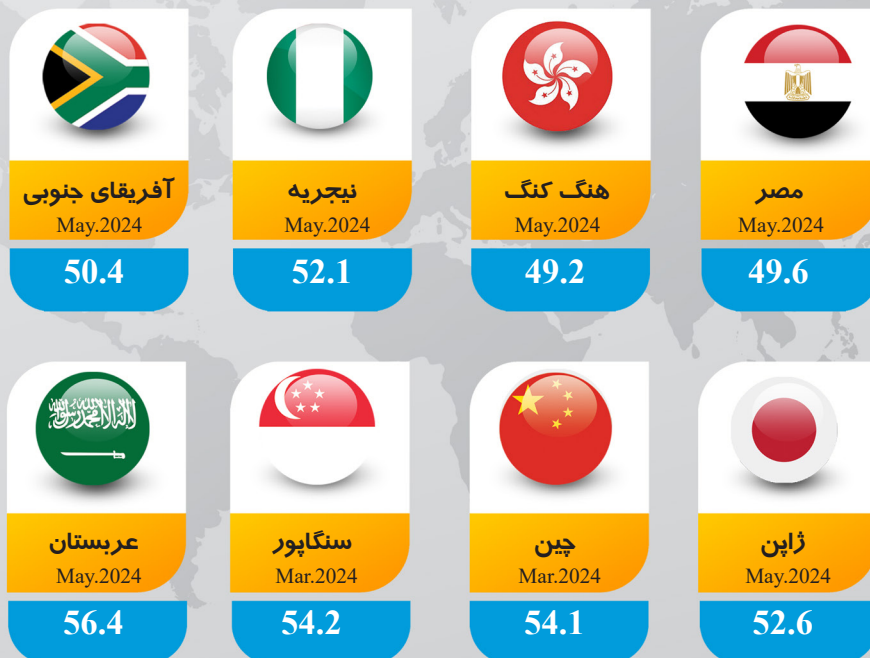 آفریقای جنوبی
May.2024
50.4
نیجریه
May.2024
52.1
هنگ کنگ
May.2024
49.2
مصر
May.2024
49.6
عربستان
May.2024
56.4
سنگاپور
Mar.2024
54.2
چین
Mar.2024
54.1
ژاپن
May.2024
52.6